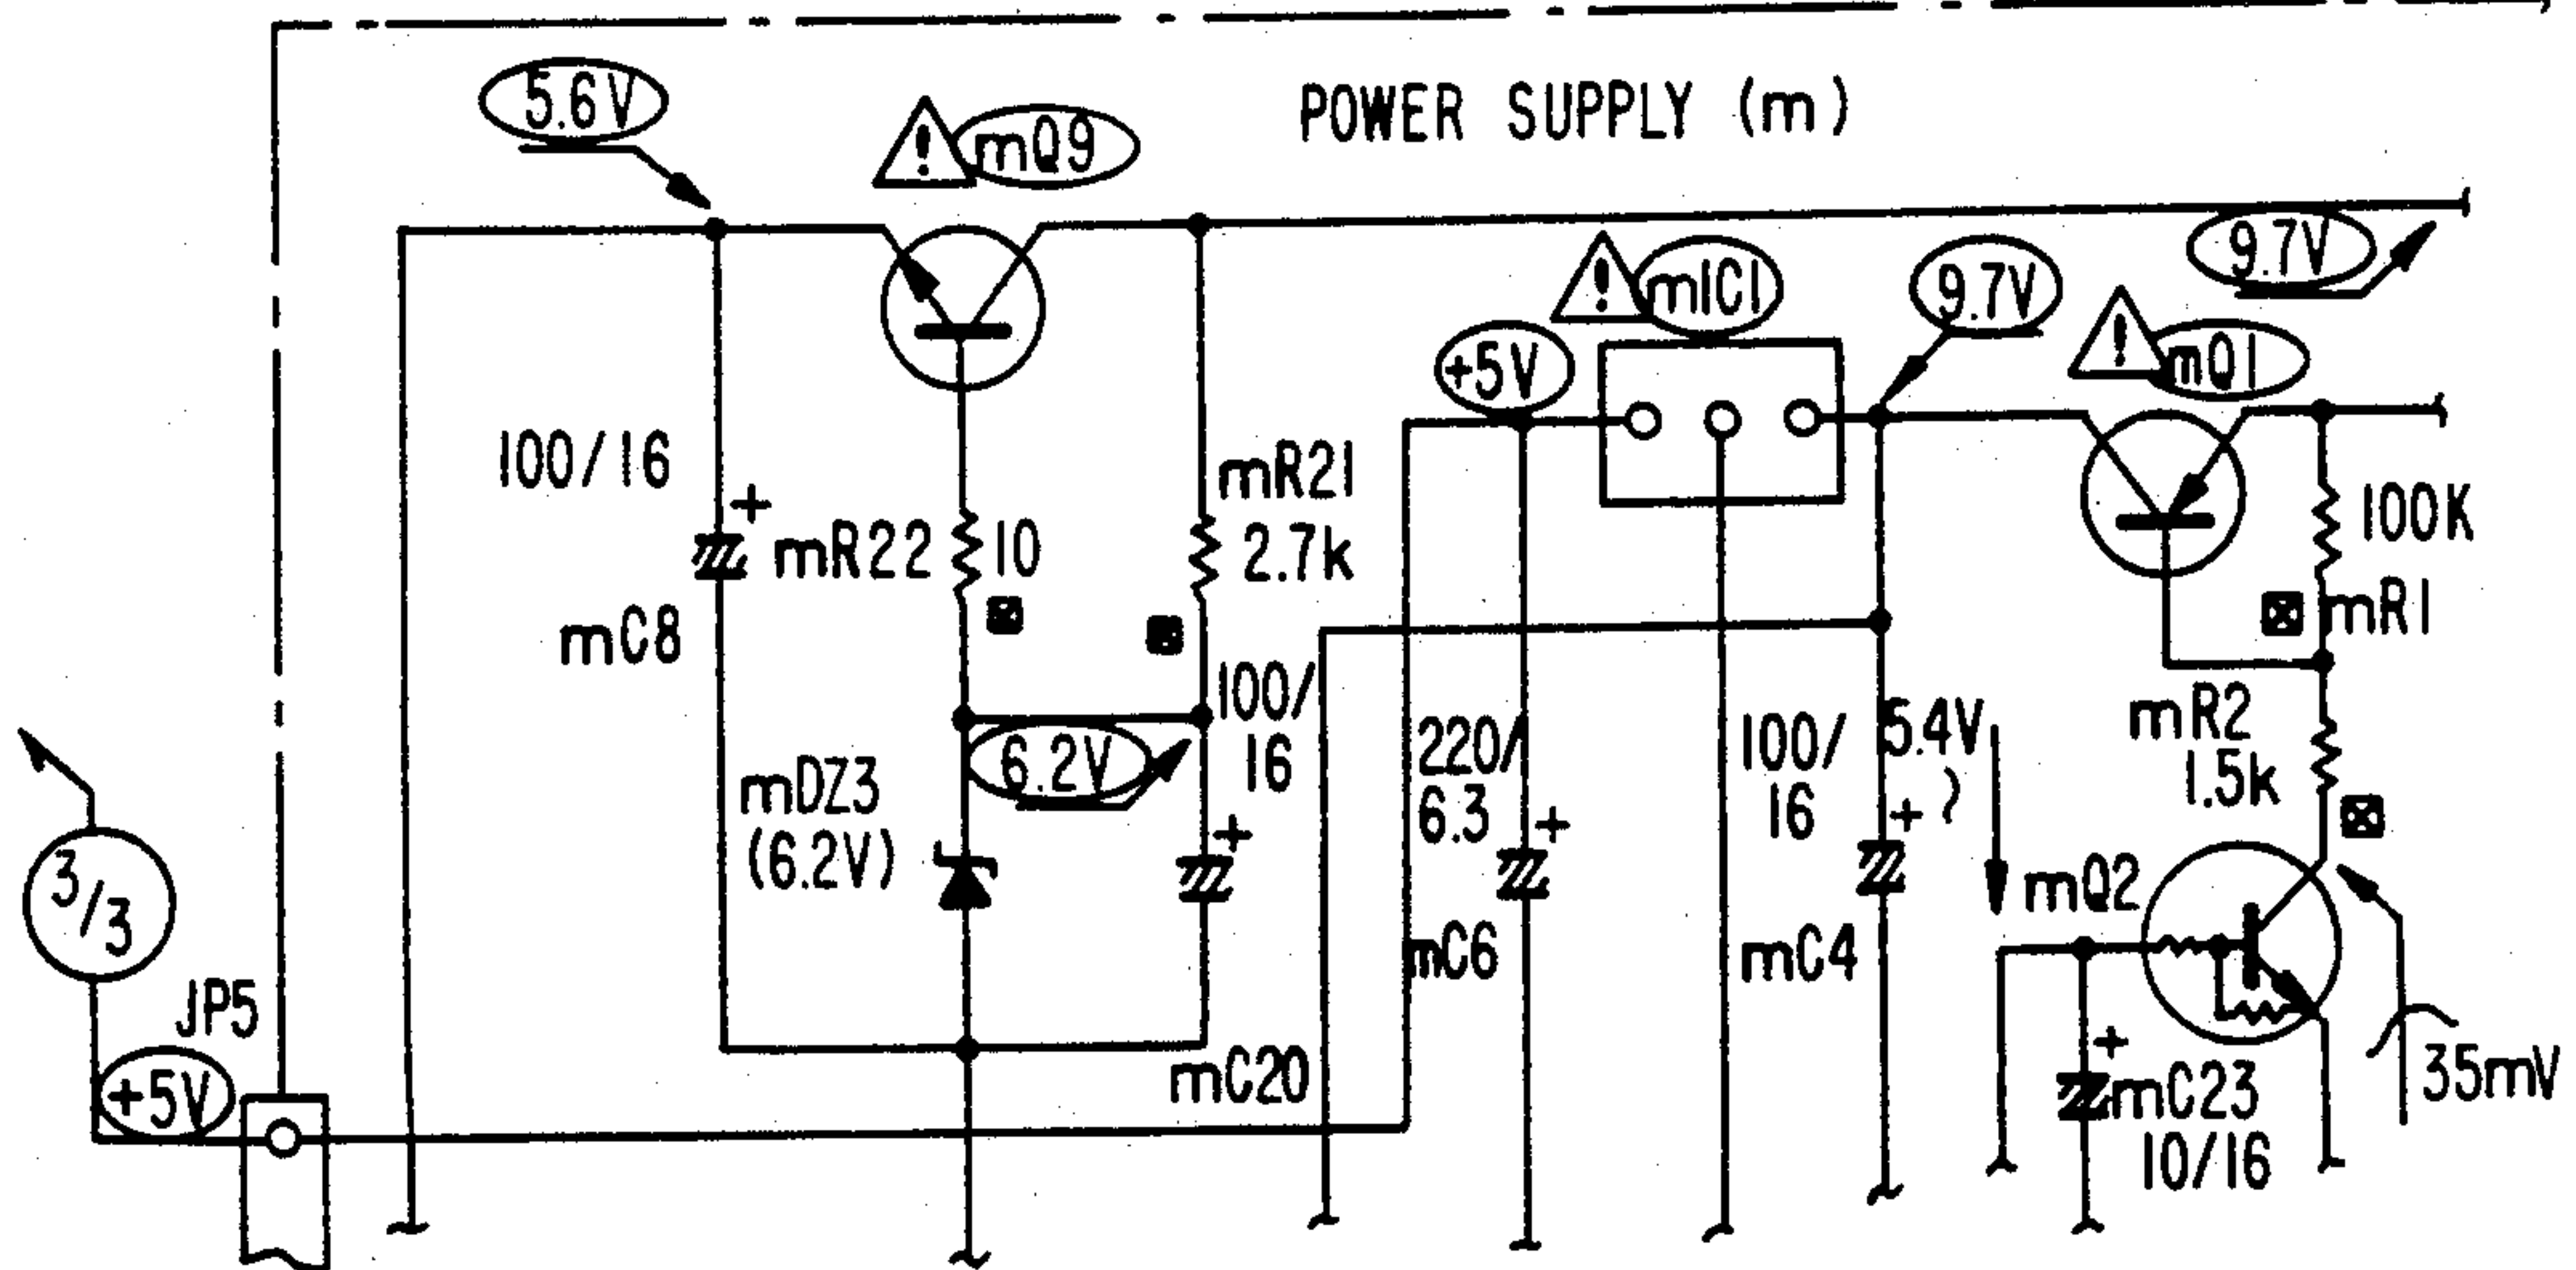 POWER SUPPLY (m)
5.6V
! mQ9
9.7V
! mIC1
9.7V
! mQ1
+5V
100/16
+
mC8
mR22
10
mR21
2.7k
100K
mR1
mR2
1.5k
6.2V
100/
16
+
mC20
mDZ3
(6.2V)
220/
6.3
+
mC6
100/
16
+
mC4
5.4V
mQ2
+
mC23
10/16
35mV
3/3
JP5
+5V